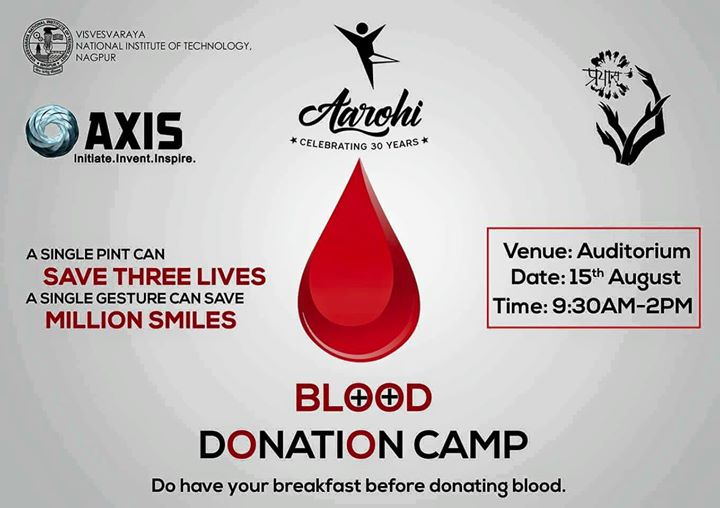 VISVESVARAYA
NATIONAL INSTITUTE OF TECHNOLOGY,
NAGPUR
AXIS
Initiate.Invent.Inspire.
Aarohi
★ CELEBRATING 30 YEARS ★
प्रयास
A SINGLE PINT CAN
SAVE THREE LIVES
A SINGLE GESTURE CAN SAVE
MILLION SMILES
Venue: Auditorium
Date: 15th August
Time: 9:30AM-2PM
BLOOD
DONATION CAMP
Do have your breakfast before donating blood.